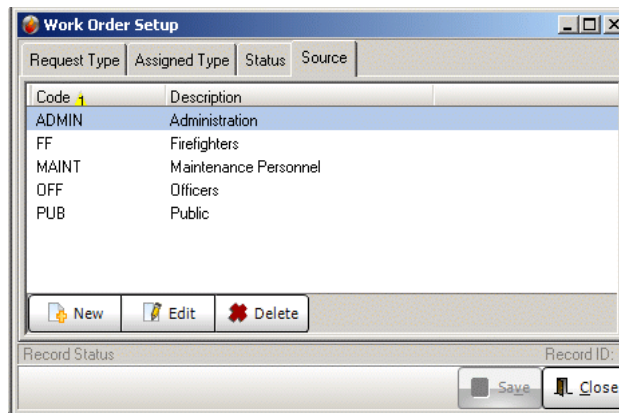 Work Order Setup
Request Type Assigned Type Status Source
Code 1 Description
ADMIN Administration
FF Firefighters
MAINT Maintenance Personnel
OFF Officers
PUB Public
New Edit Delete
Record Status Record ID:
Save Close